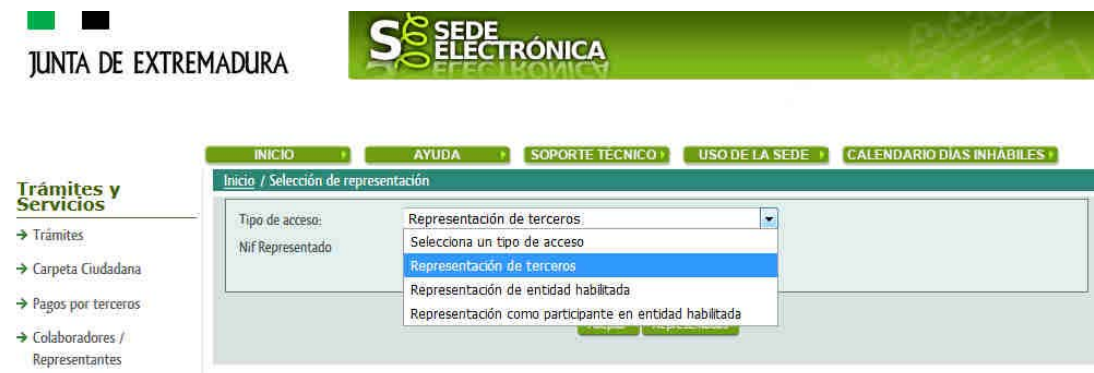 JUNTA DE EXTREMADURA
SEDE
ELECTRÓNICA
INICIO
AYUDA
SOPORTE TÉCNICO
USO DE LA SEDE
CALENDARIO DÍAS INHÁBILES
Trámites y
Servicios
Trámites
Carpeta Ciudadana
Pagos por terceros
Colaboradores /
Representantes
Inicio / Selección de representación
Tipo de acceso:
Representación de terceros
Nif Representado
Selecciona un tipo de acceso
Representación de terceros
Representación de entidad habilitada
Representación como participante en entidad habilitada